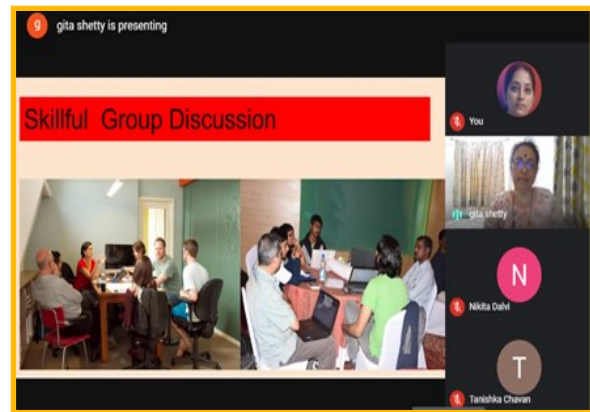 g gita shetty is presenting
Skillful Group Discussion
You
gita shetty
N
Nikita Dalvi
T
Tanishka Chavan